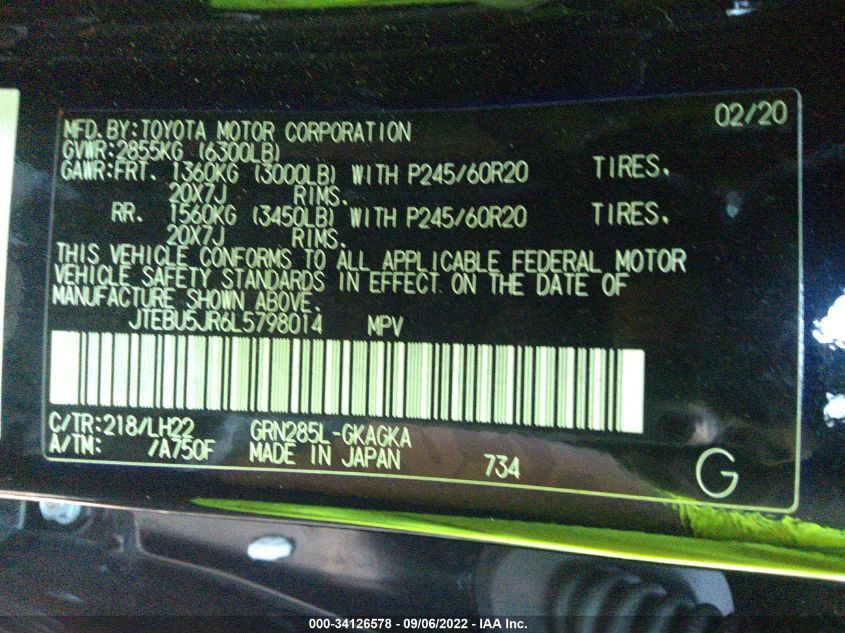 02/20
MFD.BY:TOYOTA MOTOR CORPORATION
GVWR:2855KG (6300LB)
GAWR:FRT. 1360KG (3000LB) WITH P245/60R20 TIRES,
20X7J RIMS.
RR. 1560KG (3450LB) WITH P245/60R20 TIRES,
20X7J RIMS.
THIS VEHICLE CONFORMS TO ALL APPLICABLE FEDERAL MOTOR
VEHICLE SAFETY STANDARDS IN EFFECT ON THE DATE OF
MANUFACTURE SHOWN ABOVE.
JTEBU5JR6L5798014 MPV
C/TR:218/LH22 GRN285L-GKAGKA
A/TM: /A750F MADE IN JAPAN 734
G
000-34126578 - 09/06/2022 - IAA Inc.